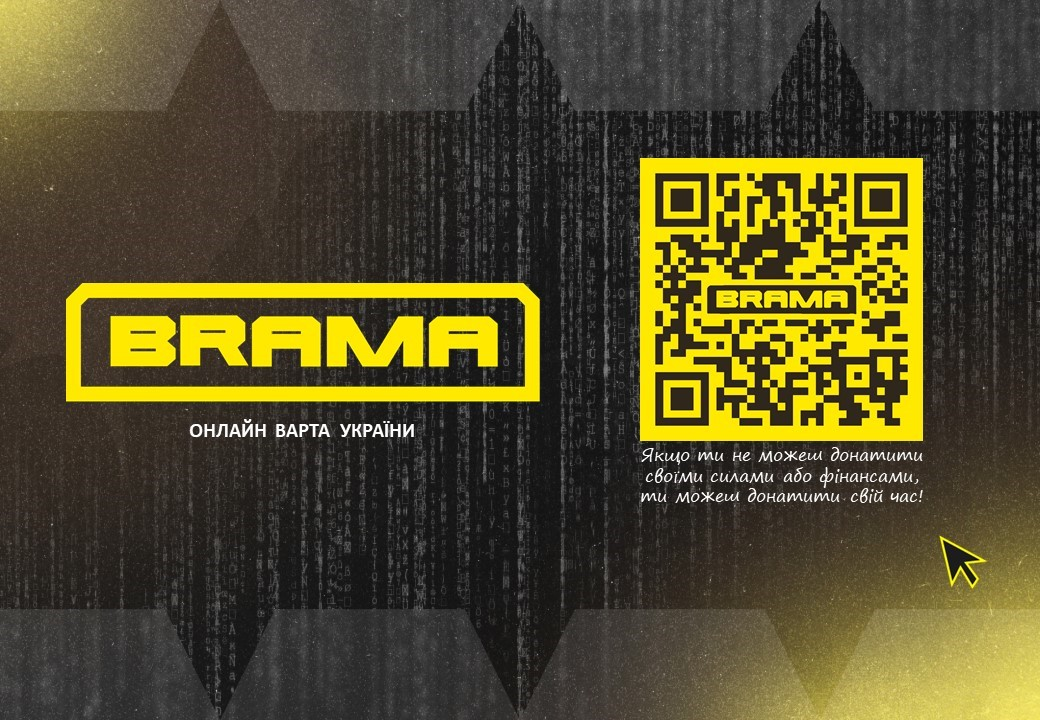 BRAMA
ОНЛАЙН ВАРТА УКРАЇНИ
BRAMA
Якщо ти не можеш донатити
своїми силами або фінансами,
ти можеш донатити свій час!